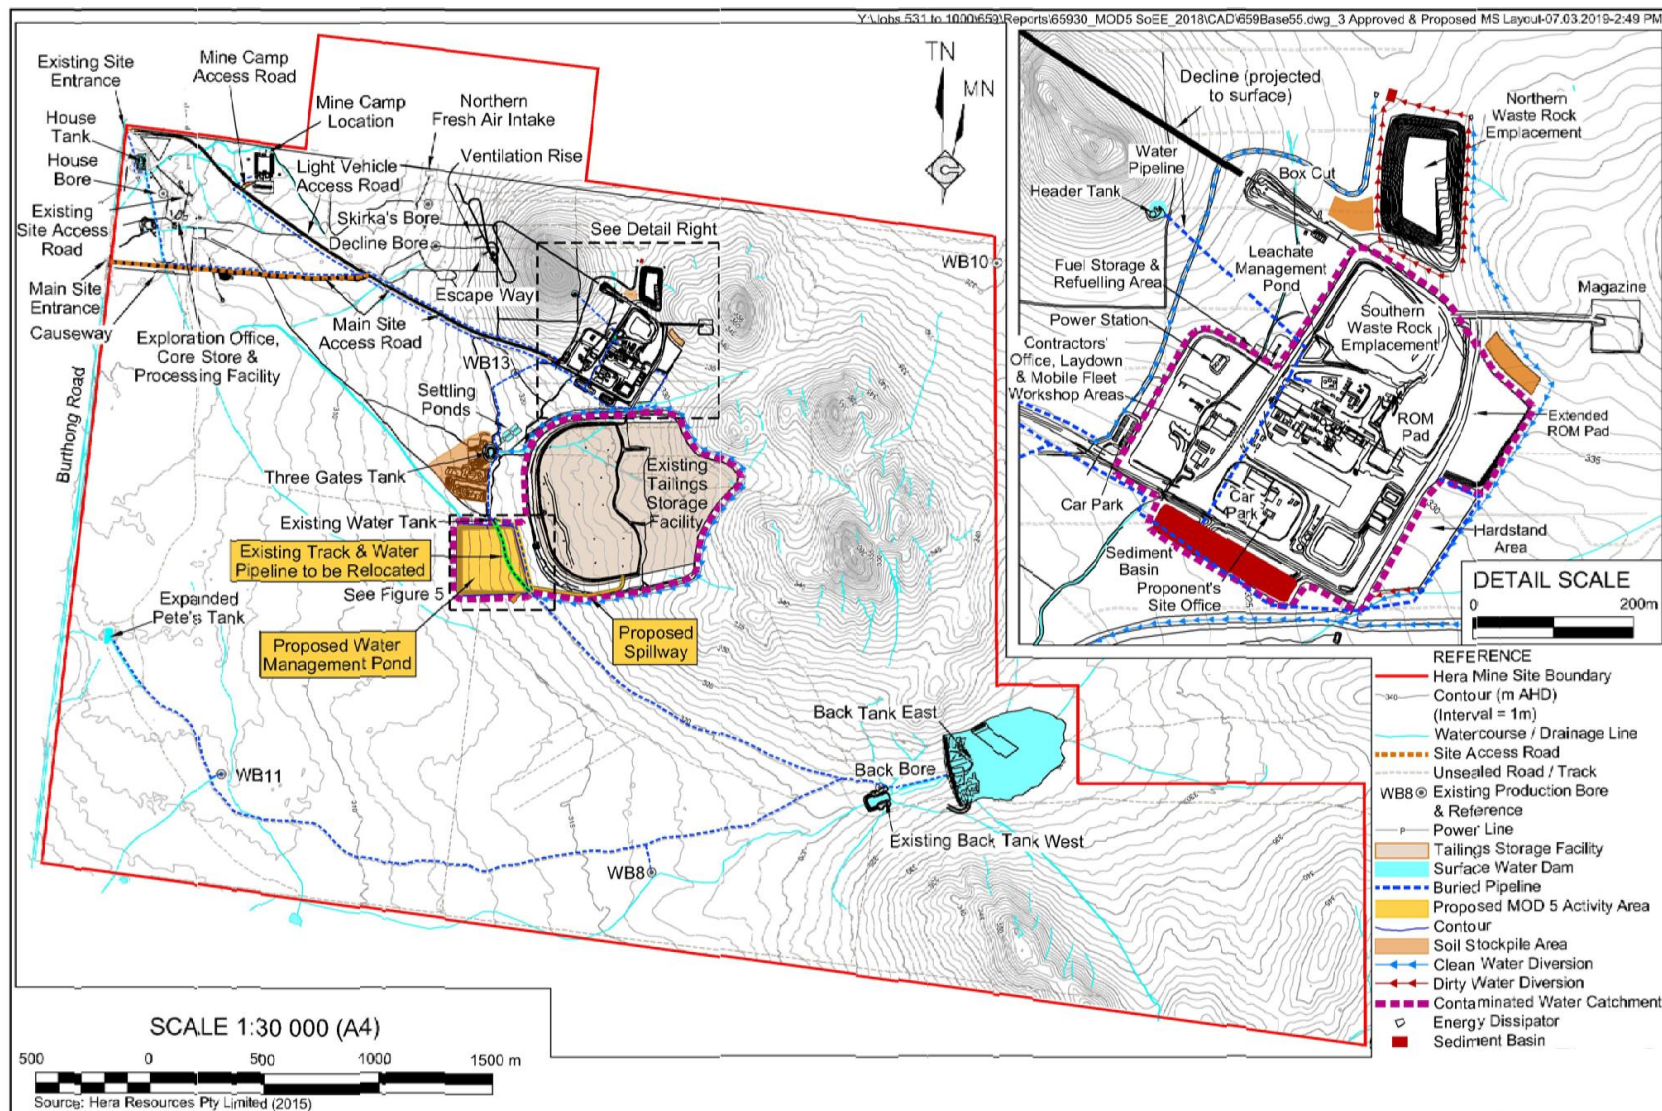 Y:\Jobs 531 to 1000\659\Reports\65930_MOD5 SoEE_2018\CAD\659Base55.dwg_3 Approved & Proposed MS Layout-07.03.2019-2:49 PM
Existing Site
Entrance
Mine Camp
Access Road
House
Tank
Mine Camp
Location
Northern
Fresh Air Intake
TN
MN
House
Bore
Light Vehicle
Access Road
Ventilation Rise
Existing
Site Access
Road
Skirka's Bore
Decline Bore
See Detail Right
WB10
Main Site
Entrance
Causeway
Escape Way
Exploration Office,
Core Store &
Processing Facility
Main Site
Access Road
WB13
Settling
Ponds
Burthong Road
Three Gates Tank
Existing
Tailings
Storage
Facility
Existing Water Tank
Existing Track & Water
Pipeline to be Relocated
See Figure 5
Expanded
Pete's Tank
Proposed Water
Management Pond
Proposed
Spillway
Back Tank East
Back Bore
WB11
Existing Back Tank West
WB8
SCALE 1:30 000 (A4)
500 0 500 1000 1500 m
Source: Hera Resources Pty Limited (2015)
Decline (projected
to surface)
Northern
Waste Rock
Emplacement
Water
Pipeline
Box Cut
Header Tank
Leachate
Management
Pond
Fuel Storage &
Refuelling Area
Magazine
Power Station
Southern
Waste Rock
Emplacement
Contractors'
Office, Laydown
& Mobile Fleet
Workshop Areas
ROM
Pad
Extended
ROM Pad
335
Car Park
Car
Park
330
Hardstand
Area
Sediment
Basin
Proponent's
Site Office
DETAIL SCALE
0 200m
REFERENCE
Hera Mine Site Boundary
340 Contour (m AHD)
(Interval = 1m)
Watercourse / Drainage Line
Site Access Road
Unsealed Road / Track
WB8 Existing Production Bore
& Reference
P Power Line
Tailings Storage Facility
Surface Water Dam
Buried Pipeline
Proposed MOD 5 Activity Area
Contour
Soil Stockpile Area
Clean Water Diversion
Dirty Water Diversion
Contaminated Water Catchment
Energy Dissipator
Sediment Basin